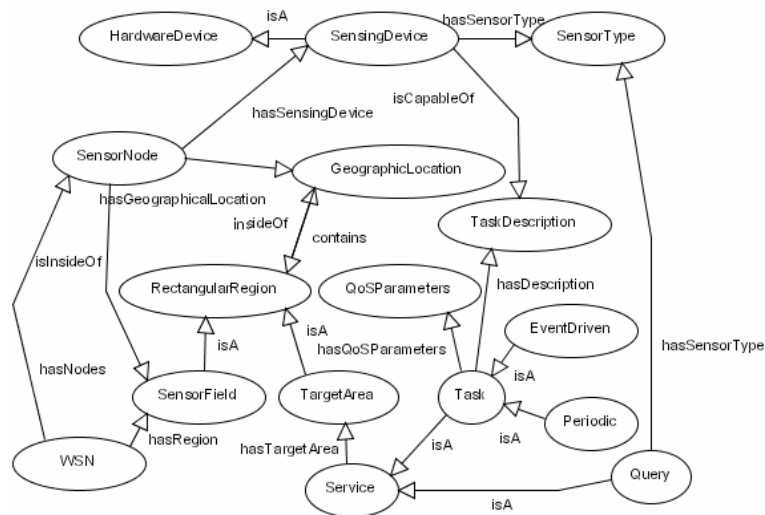 isA
hasSensorType
HardwareDevice
SensingDevice
SensorType
isCapableOf
hasSensingDevice
SensorNode
GeographicLocation
hasGeographicalLocation
insideOf
TaskDescription
contains
isInsideOf
RectangularRegion
QoSParameters
hasDescription
EventDriven
isA
isA
hasQoSParameters
hasSensorType
hasNodes
isA
SensorField
TargetArea
Task
Periodic
hasRegion
isA
isA
hasTargetArea
WSN
Query
Service
isA